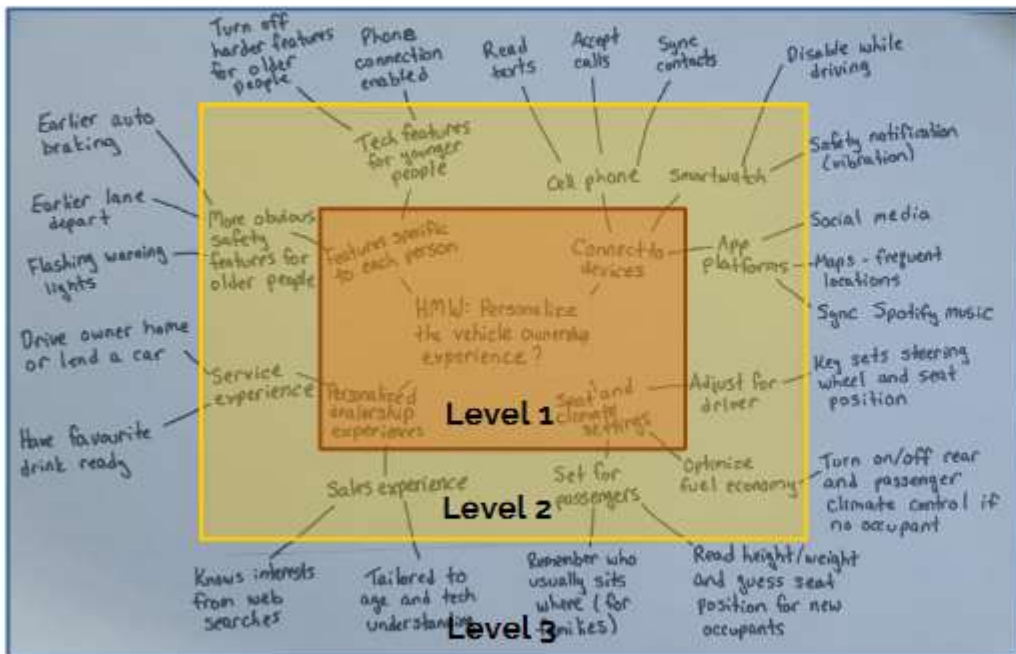 Turn off
harder features
for older
people
Phone
connection
enabled
Read
texts
Accept
calls
Sync
contacts
Disable while
driving
Earlier auto
braking
Tech features
for younger
people
Cell phone
Smartwatch
Safety notification
(vibration)
Earlier lane
depart
More obvious
safety
features for
older people
Features specific
to each person
Connect to
devices
App
platforms
Social media
Maps - frequent
locations
Sync Spotify music
Flashing warning
lights
HMW: Personalize
the vehicle ownership
experience?
Drive owner home
or lend a car
Service
experience
Personalized
dealership
experiences
Level 1
Seat and
climate
settings
Adjust for
driver
Key sets steering
wheel and seat
position
Have favourite
drink ready
Sales experience
Level 2
Set for
passengers
Optimize
fuel economy
Turn on/off rear
and passenger
climate control if
no occupant
Knows interests
from web
searches
Tailored to
age and tech
understanding
Level 3
Remember who
usually sits
where (for
families)
Read height/weight
and guess seat
position for new
occupants